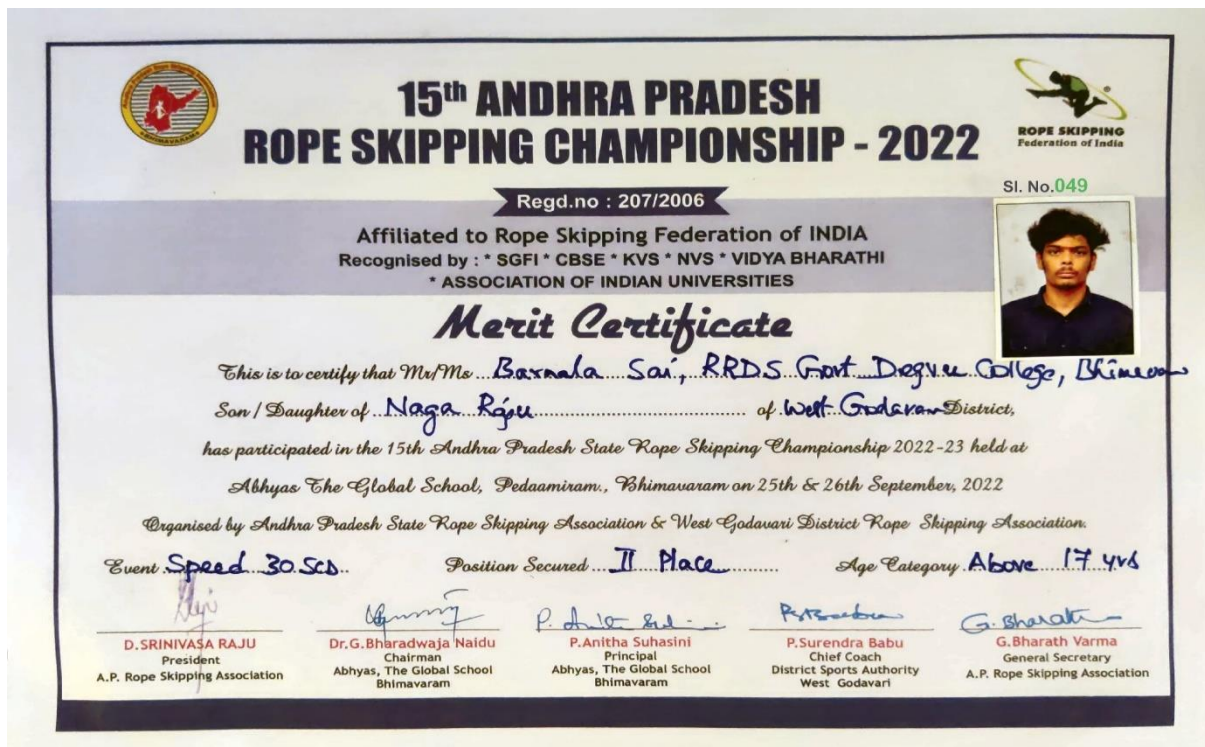 15th ANDHRA PRADESH
ROPE SKIPPING CHAMPIONSHIP - 2022
ROPE SKIPPING
Federation of India
Sl. No.049
Regd.no : 207/2006
Affiliated to Rope Skipping Federation of INDIA
Recognised by : * SGFI * CBSE * KVS * NVS * VIDYA BHARATHI
* ASSOCIATION OF INDIAN UNIVERSITIES
Merit Certificate
This is to certify that Mr/Ms Barnala Sai, RRDS Govt Degree College, Bhimavaram
Son / Daughter of Naga Raju of West Godavari District,
has participated in the 15th Andhra Pradesh State Rope Skipping Championship 2022-23 held at
Abhyas The Global School, Pedaamiram., Bhimavaram on 25th & 26th September, 2022
Organised by Andhra Pradesh State Rope Skipping Association & West Godavari District Rope Skipping Association.
Event Speed 30 Scs Position Secured II Place Age Category Above 17 yrs
P. Anitha G. Bharath
D.SRINIVASA RAJU Dr.G.Bharadwaja Naidu P.Anitha Suhasini P.Surendra Babu G.Bharath Varma
President Chairman Principal Chief Coach General Secretary
A.P. Rope Skipping Association Abhyas, The Global School Abhyas, The Global School District Sports Authority A.P. Rope Skipping Association
Bhimavaram Bhimavaram West Godavari